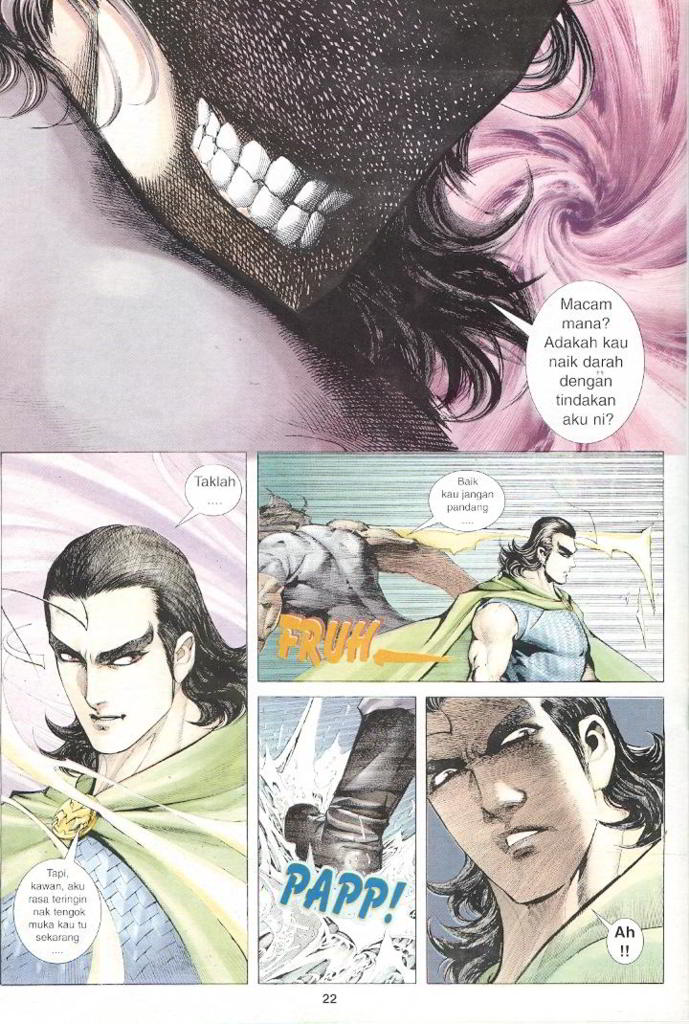 Macam
mana?
Adakah kau
naik darah
dengan
tindakan
aku ni?
Taklah
....
Tapi,
kawan, aku
rasa teringin
nak tengok
muka kau tu
sekarang
....
Baik
kau jangan
pandang
....
FRUH
PAPP!
Ah
!!
22